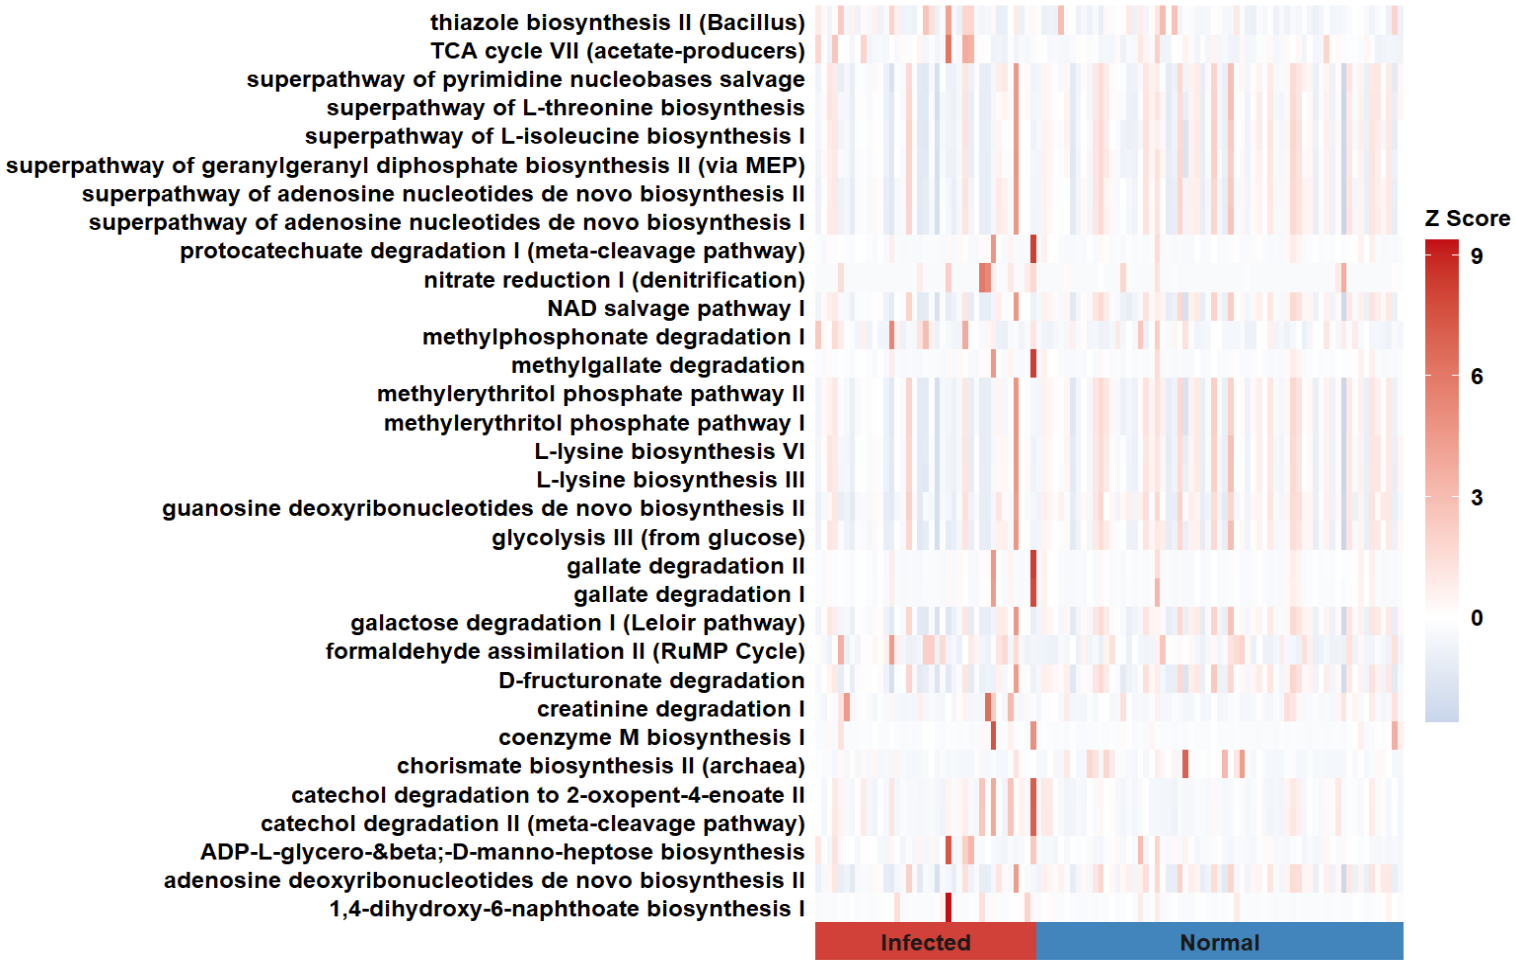 thiazole biosynthesis II (Bacillus)
TCA cycle VII (acetate-producers)
superpathway of pyrimidine nucleobases salvage
superpathway of L-threonine biosynthesis
superpathway of L-isoleucine biosynthesis I
superpathway of geranylgeranyl diphosphate biosynthesis II (via MEP)
superpathway of adenosine nucleotides de novo biosynthesis II
superpathway of adenosine nucleotides de novo biosynthesis I
protocatechuate degradation I (meta-cleavage pathway)
nitrate reduction I (denitrification)
NAD salvage pathway I
methylphosphonate degradation I
methylgallate degradation
methylerythritol phosphate pathway II
methylerythritol phosphate pathway I
L-lysine biosynthesis VI
L-lysine biosynthesis III
guanosine deoxyribonucleotides de novo biosynthesis II
glycolysis III (from glucose)
gallate degradation II
gallate degradation I
galactose degradation I (Leloir pathway)
formaldehyde assimilation II (RuMP Cycle)
D-fructuronate degradation
creatinine degradation I
coenzyme M biosynthesis I
chorismate biosynthesis II (archaea)
catechol degradation to 2-oxopent-4-enoate II
catechol degradation II (meta-cleavage pathway)
ADP-L-glycero-&beta;-D-manno-heptose biosynthesis
adenosine deoxyribonucleotides de novo biosynthesis II
1,4-dihydroxy-6-naphthoate biosynthesis I
Infected
Normal
Z Score
9
6
3
0